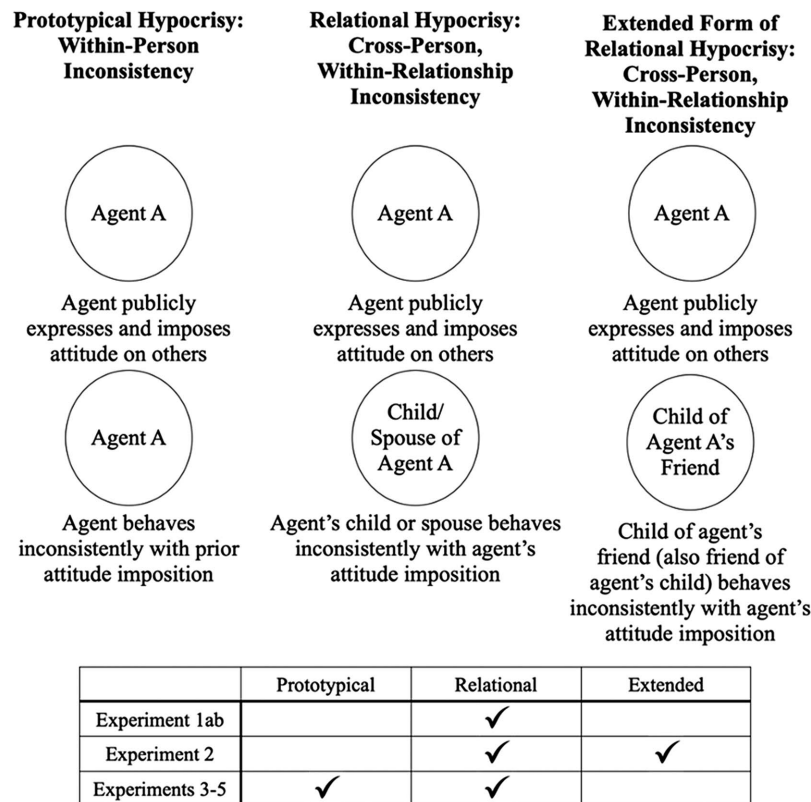 Prototypical Hypocrisy:
Within-Person
Inconsistency
Relational Hypocrisy:
Cross-Person,
Within-Relationship
Inconsistency
Extended Form of
Relational Hypocrisy:
Cross-Person,
Within-Relationship
Inconsistency
Agent A
Agent A
Agent A
Agent publicly
expresses and imposes
attitude on others
Agent publicly
expresses and imposes
attitude on others
Agent publicly
expresses and imposes
attitude on others
Agent A
Child/
Spouse of
Agent A
Child of
Agent A's
Friend
Agent behaves
inconsistently with prior
attitude imposition
Agent's child or spouse behaves
inconsistently with agent's
attitude imposition
Child of agent's
friend (also friend of
agent's child) behaves
inconsistently with agent's
attitude imposition
Prototypical Relational Extended
Experiment 1ab ✓
Experiment 2 ✓ ✓
Experiments 3-5 ✓ ✓